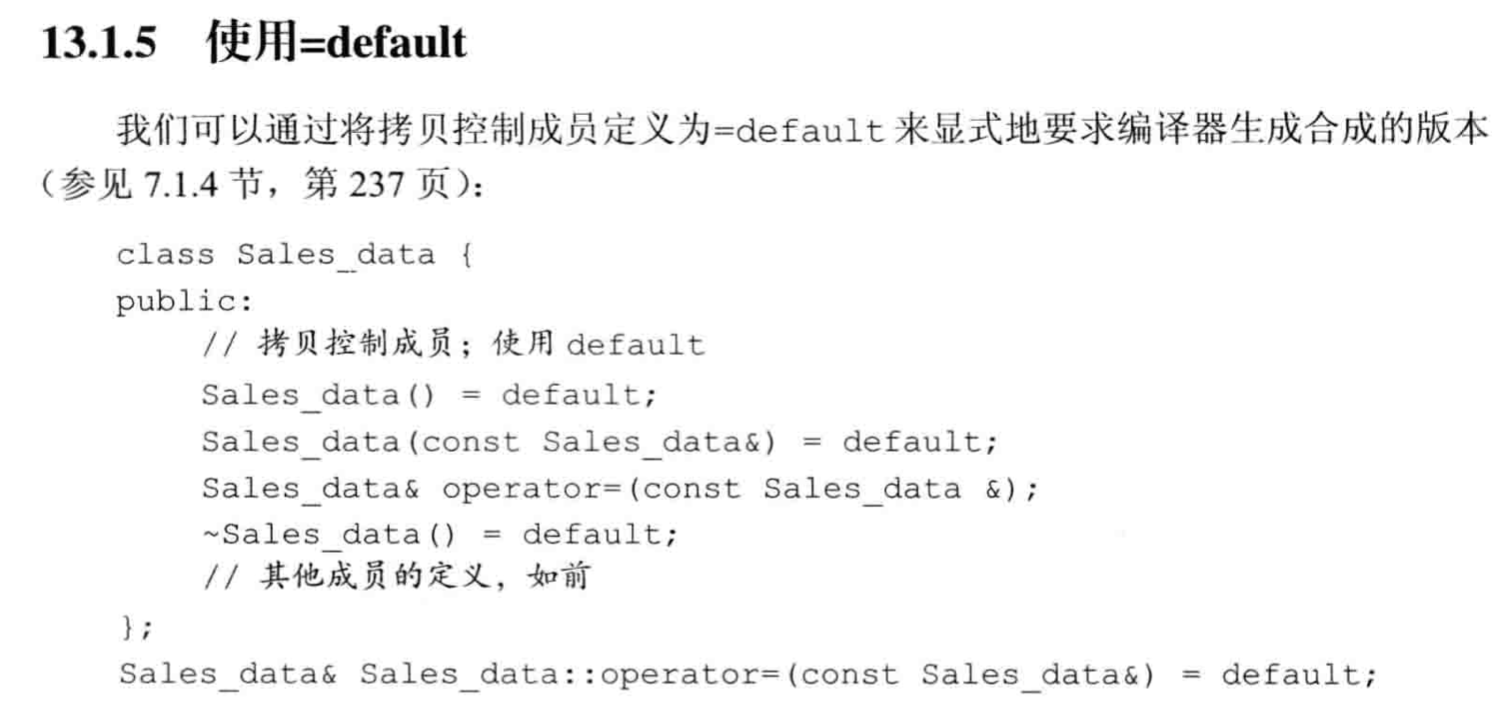 13.1.5 使用=default
我们可以通过将拷贝控制成员定义为=default 来显式地要求编译器生成合成的版本
（参见 7.1.4 节，第 237 页）：
class Sales_data {
public:
// 拷贝控制成员；使用 default
Sales_data() = default;
Sales_data(const Sales_data&) = default;
Sales_data& operator=(const Sales_data &);
~Sales_data() = default;
// 其他成员的定义，如前
};
Sales_data& Sales_data::operator=(const Sales_data&) = default;